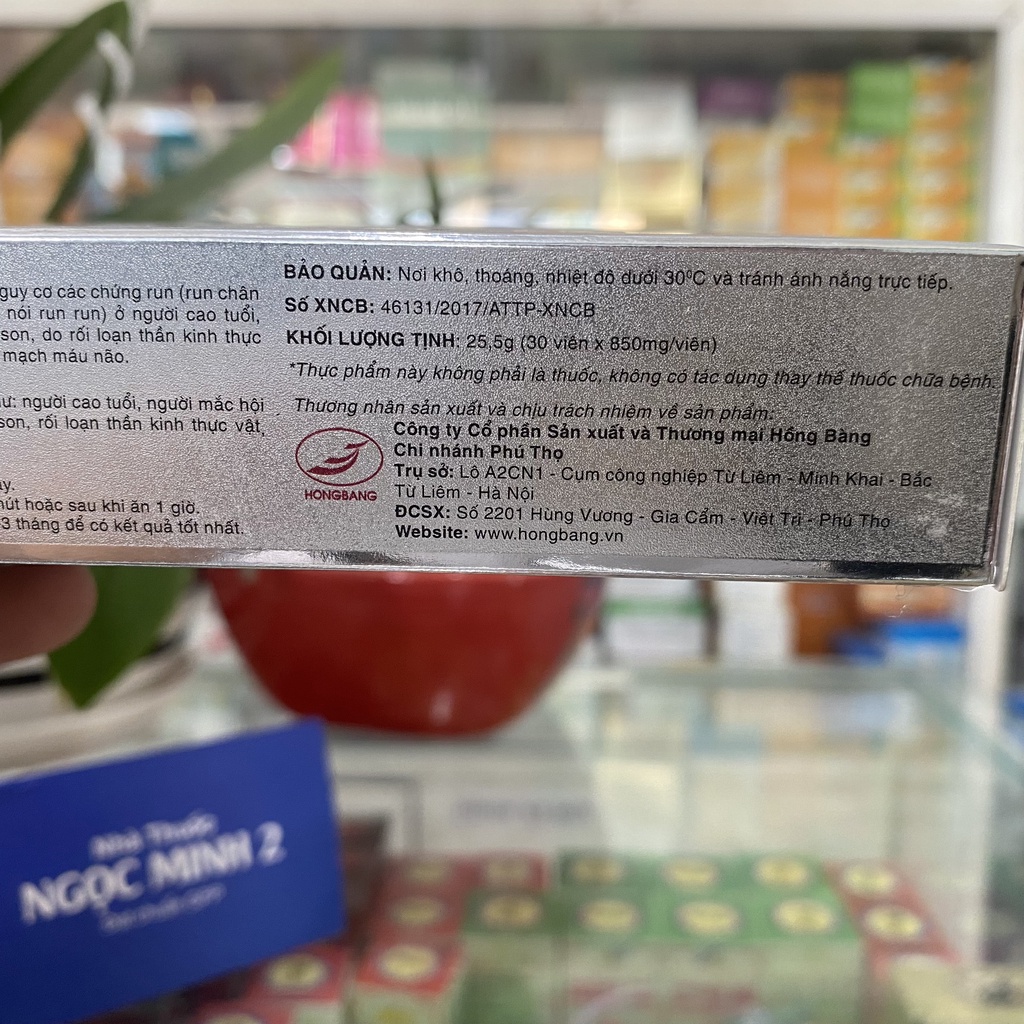 guy cơ các chứng run (run chân
nói run run) ở người cao tuổi,
son, do rối loạn thần kinh thực
mạch máu não.
ư: người cao tuổi, người mắc hội
son, rối loạn thần kinh thực vật,
ày.
hút hoặc sau khi ăn 1 giờ.
3 tháng để có kết quả tốt nhất.
BẢO QUẢN: Nơi khô, thoáng, nhiệt độ dưới 30⁰C và tránh ánh nắng trực tiếp.
Số XNCB: 46131/2017/ATTP-XNCB
KHỐI LƯỢNG TỊNH: 25,5g (30 viên x 850mg/viên)
*Thực phẩm này không phải là thuốc, không có tác dụng thay thế thuốc chữa bệnh.
Thương nhân sản xuất và chịu trách nhiệm về sản phẩm:
HONGBANG
Công ty Cổ phần Sản xuất và Thương mại Hồng Bàng
Chi nhánh Phú Thọ
Trụ sở: Lô A2CN1 - Cụm công nghiệp Từ Liêm - Minh Khai - Bắc
Từ Liêm - Hà Nội
ĐCSX: Số 2201 Hùng Vương - Gia Cẩm - Việt Trì - Phú Thọ
Website: www.hongbang.vn
Nhà Thuốc
NGỌC MINH 2